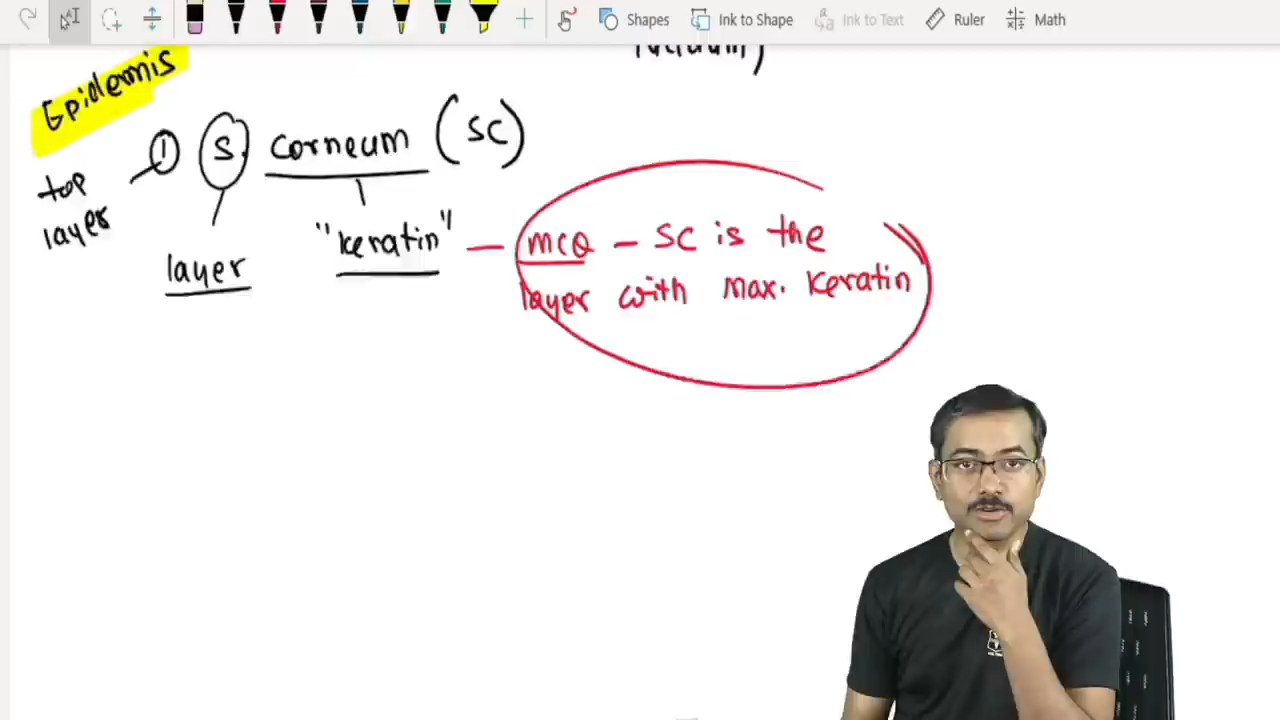 Shapes Ink to Shape Ink to Text Ruler Math
Epidermis
top layer
① S. corneum (SC)
layer
"keratin" — MCQ – SC is the
layer with max. keratin